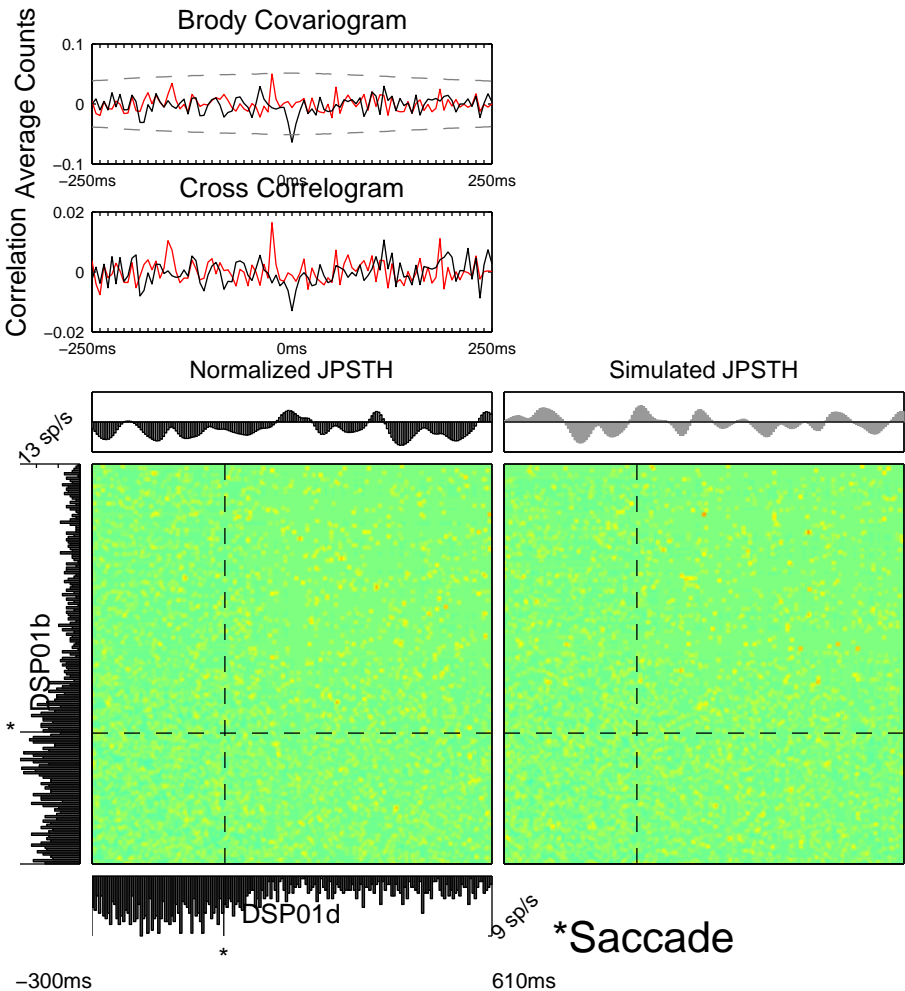 Brody Covariogram
Average Counts
0.1
0
−0.1
−250ms
0ms
250ms
Cross Correlogram
Correlation
0.02
0
−0.02
−250ms
0ms
250ms
Normalized JPSTH
Simulated JPSTH
13 sp/s
DSP01b
*
DSP01d
9 sp/s
*
*Saccade
−300ms
610ms